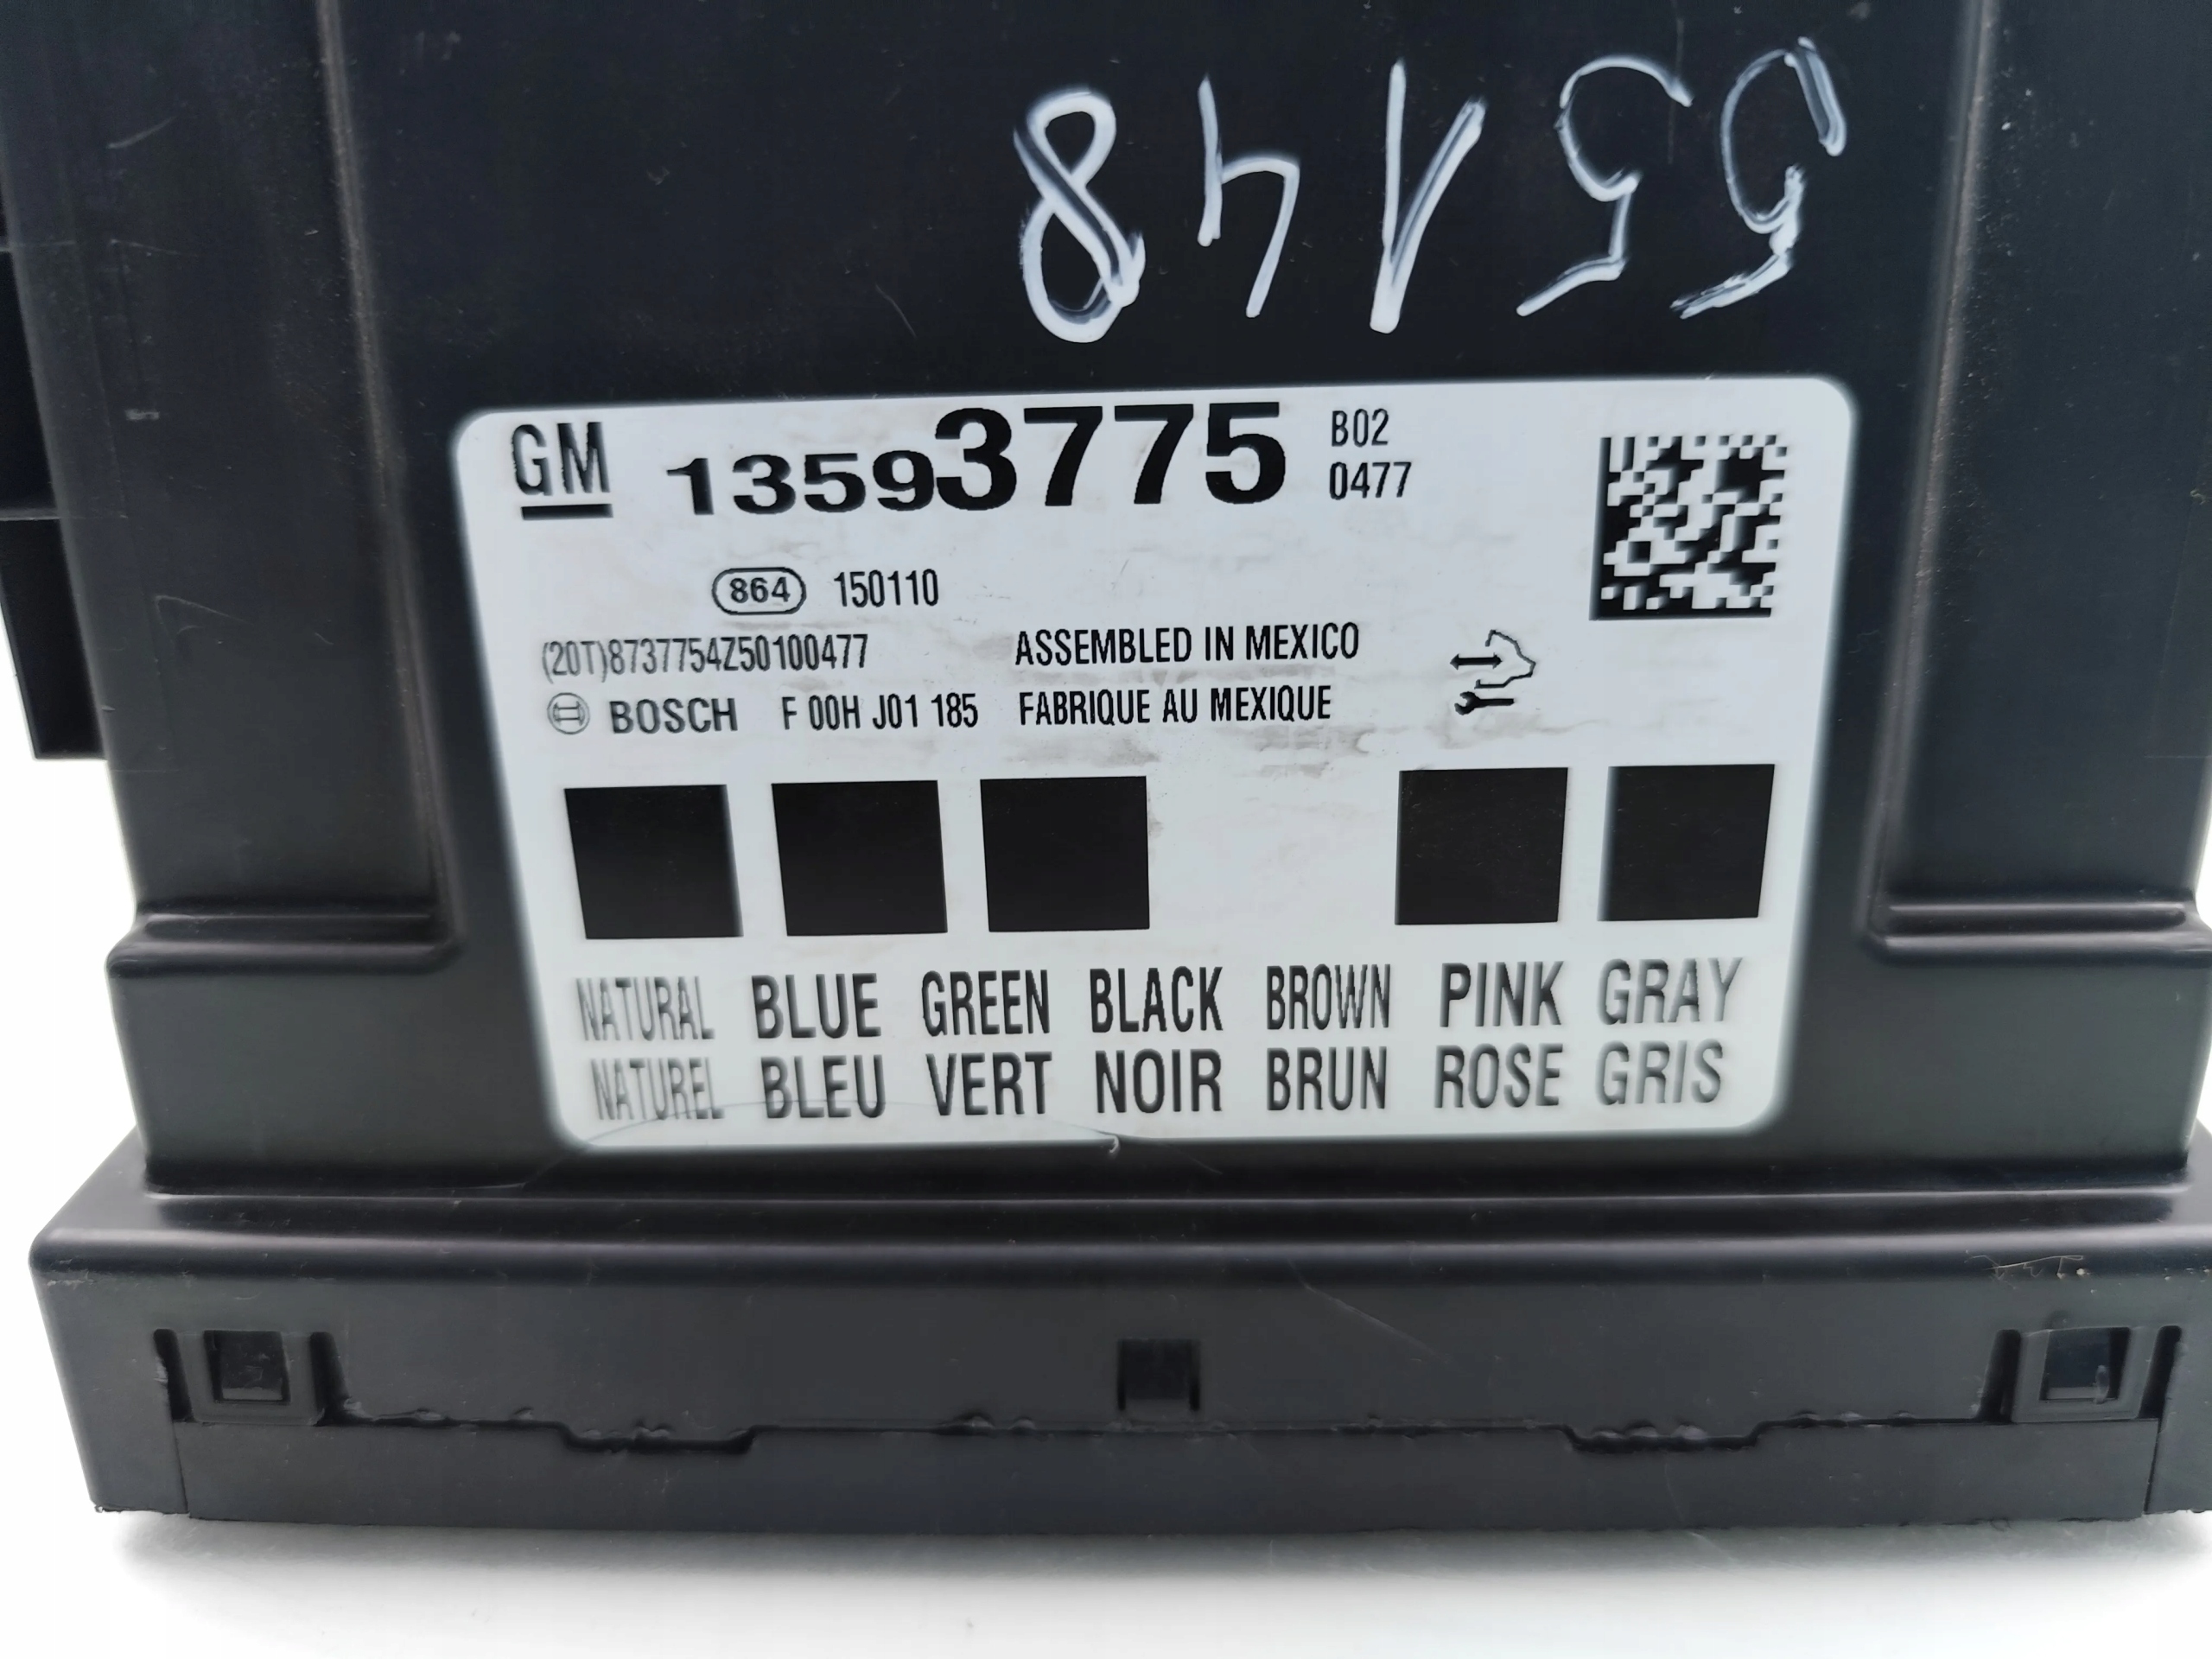 55148
GM 13593775 B02
0477
864 150110
(20T)8737754Z50100477 ASSEMBLED IN MEXICO
BOSCH F 00H J01 185 FABRIQUE AU MEXIQUE
NATURAL BLUE GREEN BLACK BROWN PINK GRAY
NATUREL BLEU VERT NOIR BRUN ROSE GRIS